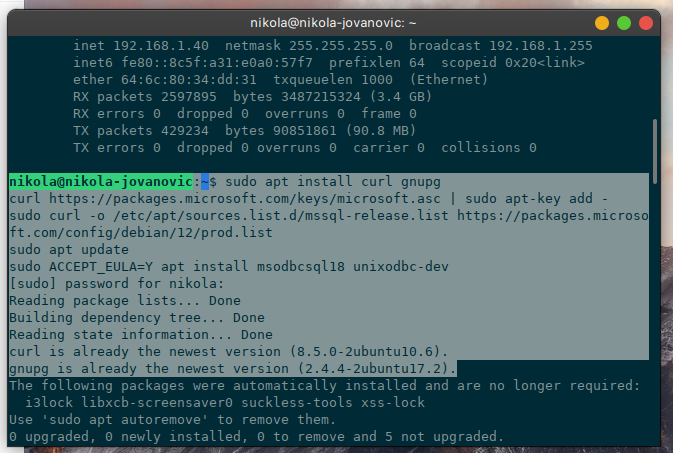 nikola@nikola-jovanovic: ~
inet 192.168.1.40  netmask 255.255.255.0  broadcast 192.168.1.255
inet6 fe80::8c5f:a31:e0a0:57f7  prefixlen 64  scopeid 0x20<link>
ether 64:6c:80:34:dd:31  txqueuelen 1000  (Ethernet)
RX packets 2597895  bytes 3487215324 (3.4 GB)
RX errors 0  dropped 0  overruns 0  frame 0
TX packets 429234  bytes 90851861 (90.8 MB)
TX errors 0  dropped 0 overruns 0  carrier 0  collisions 0
nikola@nikola-jovanovic:~$ sudo apt install curl gnupg
curl https://packages.microsoft.com/keys/microsoft.asc | sudo apt-key add -
sudo curl -o /etc/apt/sources.list.d/mssql-release.list https://packages.microso
ft.com/config/debian/12/prod.list
sudo apt update
sudo ACCEPT_EULA=Y apt install msodbcsql18 unixodbc-dev
[sudo] password for nikola:
Reading package lists... Done
Building dependency tree... Done
Reading state information... Done
curl is already the newest version (8.5.0-2ubuntu10.6).
gnupg is already the newest version (2.4.4-2ubuntu17.2).
The following packages were automatically installed and are no longer required:
i3lock libxcb-screensaver0 suckless-tools xss-lock
Use 'sudo apt autoremove' to remove them.
0 upgraded, 0 newly installed, 0 to remove and 5 not upgraded.